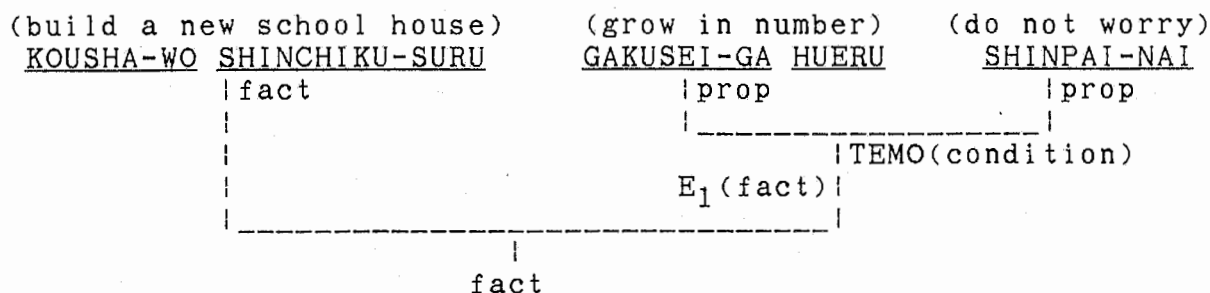 (build a new school house) (grow in number) (do not worry)
KOUSHA-WO SHINCHIKU-SURU GAKUSEI-GA HUERU SHINPAI-NAI
fact prop prop
TEMO(condition)
E1(fact)
fact